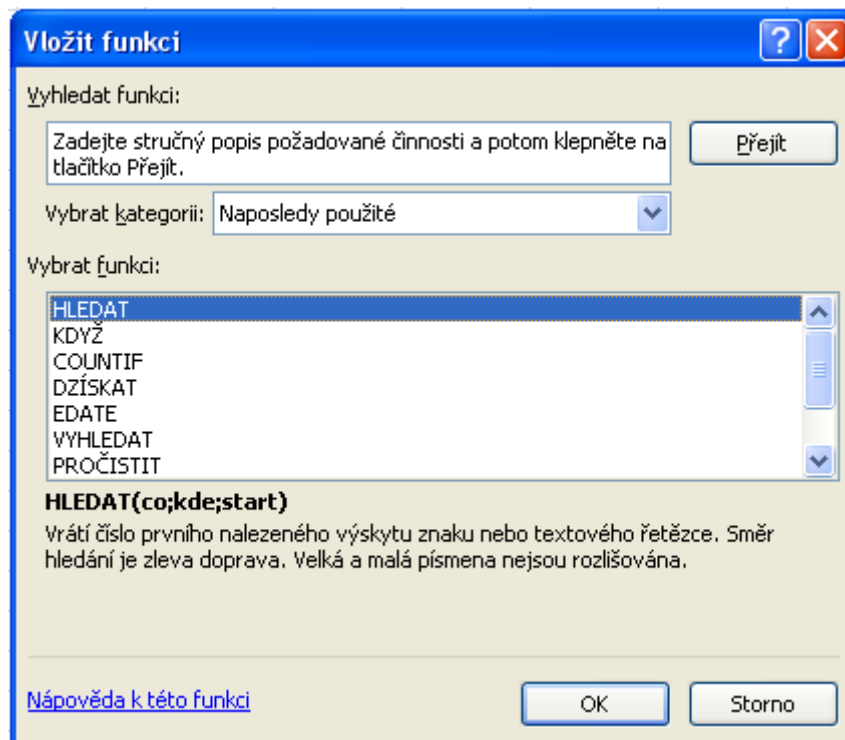 Vložit funkci
Vyhledat funkci:
Zadejte stručný popis požadované činnosti a potom klepněte na
tlačítko Přejít.
Přejít
Vybrat kategorii: Naposledy použité
Vybrat funkci:
HLEDAT
KDYŽ
COUNTIF
DZÍSKAT
EDATE
VYHLEDAT
PROČISTIT
HLEDAT(co;kde;start)
Vrátí číslo prvního nalezeného výskytu znaku nebo textového řetězce. Směr
hledání je zleva doprava. Velká a malá písmena nejsou rozlišována.
Nápověda k této funkci
OK
Storno